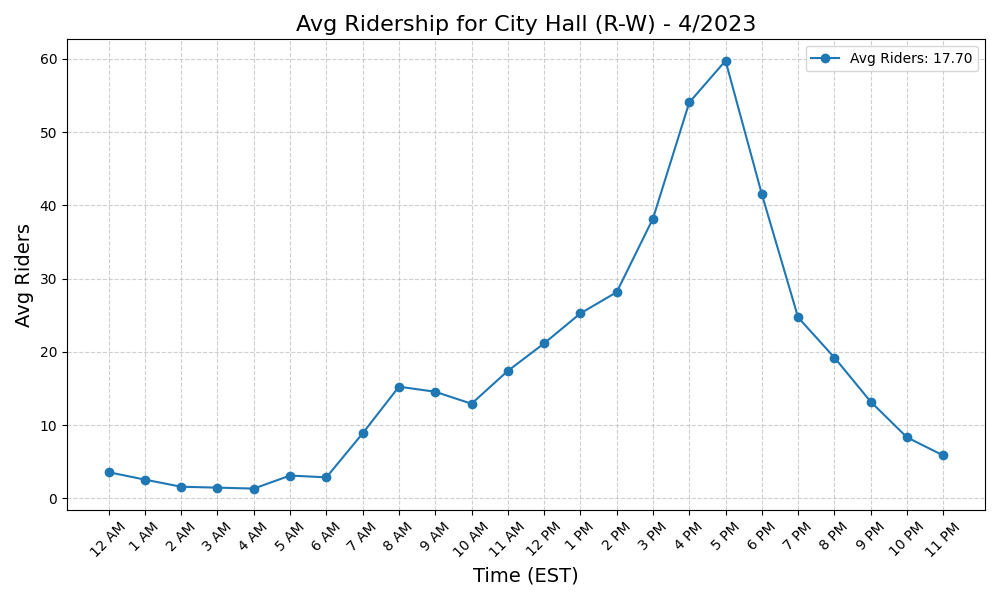 Avg Ridership for City Hall (R-W) - 4/2023
Avg Riders: 17.70
Avg Riders
60
50
40
30
20
10
0
12 AM
1 AM
2 AM
3 AM
4 AM
5 AM
6 AM
7 AM
8 AM
9 AM
10 AM
11 AM
12 PM
1 PM
2 PM
3 PM
4 PM
5 PM
6 PM
7 PM
8 PM
9 PM
10 PM
11 PM
Time (EST)